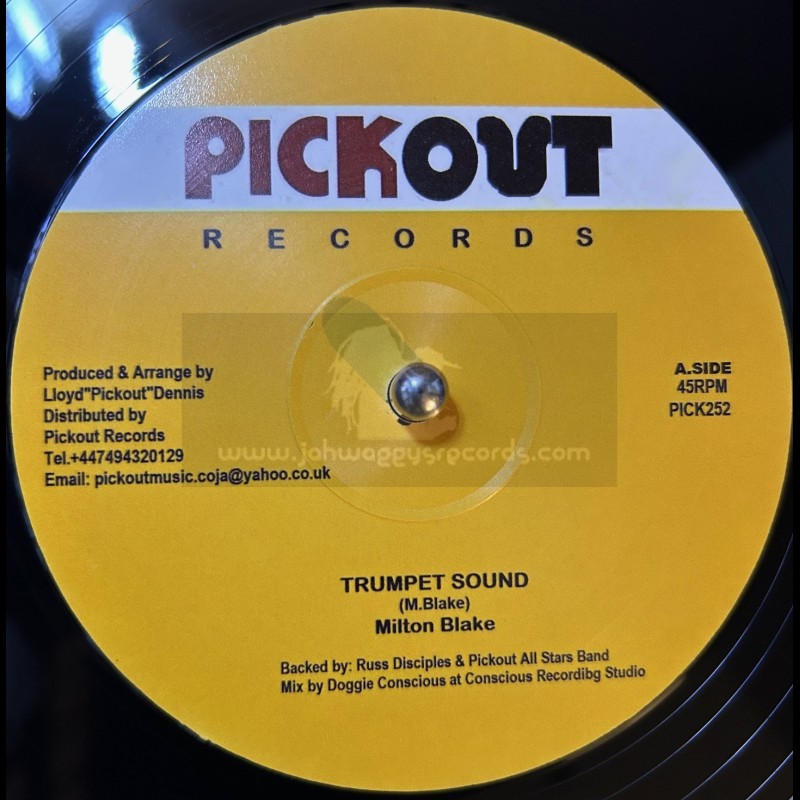 PICKOUT
RECORDS
Produced & Arrange by
Lloyd"Pickout"Dennis
Distributed by
Pickout Records
Tel.+447494320129
Email: pickoutmusic.coja@yahoo.co.uk
A.SIDE
45RPM
PICK252
www.jahwaggysrecords.com
TRUMPET SOUND
(M.Blake)
Milton Blake
Backed by: Russ Disciples & Pickout All Stars Band
Mix by Doggie Conscious at Conscious Recordibg Studio